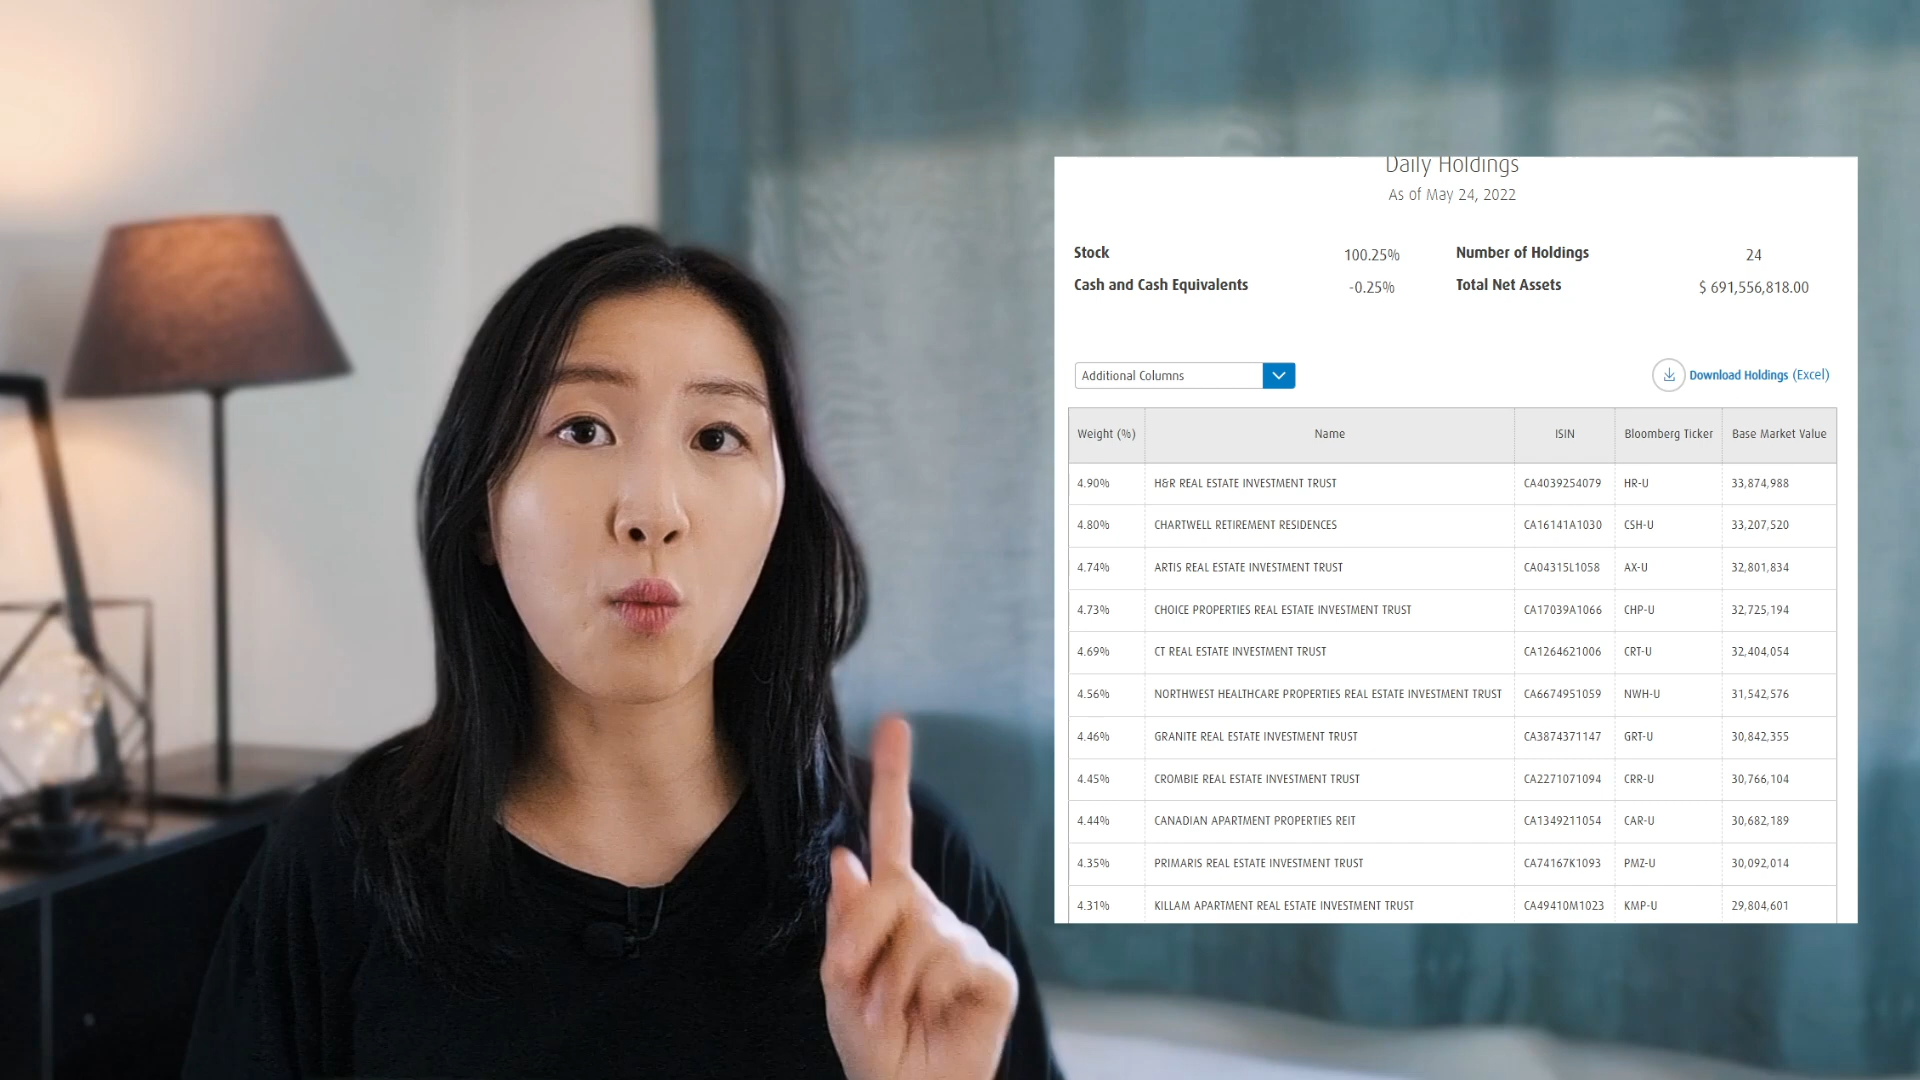 Daily Holdings
As of May 24, 2022
Stock 100.25% Number of Holdings 24
Cash and Cash Equivalents -0.25% Total Net Assets $ 691,556,818.00
Additional Columns Download Holdings (Excel)
Weight (%) Name ISIN Bloomberg Ticker Base Market Value
4.90% H&R REAL ESTATE INVESTMENT TRUST CA4039254079 HR-U 33,874,988
4.80% CHARTWELL RETIREMENT RESIDENCES CA16141A1030 CSH-U 33,207,520
4.74% ARTIS REAL ESTATE INVESTMENT TRUST CA04315L1058 AX-U 32,801,834
4.73% CHOICE PROPERTIES REAL ESTATE INVESTMENT TRUST CA17039A1066 CHP-U 32,725,194
4.69% CT REAL ESTATE INVESTMENT TRUST CA1264621006 CRT-U 32,404,054
4.56% NORTHWEST HEALTHCARE PROPERTIES REAL ESTATE INVESTMENT TRUST CA6674951059 NWH-U 31,542,576
4.46% GRANITE REAL ESTATE INVESTMENT TRUST CA3874371147 GRT-U 30,842,355
4.45% CROMBIE REAL ESTATE INVESTMENT TRUST CA2271071094 CRR-U 30,766,104
4.44% CANADIAN APARTMENT PROPERTIES REIT CA1349211054 CAR-U 30,682,189
4.35% PRIMARIS REAL ESTATE INVESTMENT TRUST CA74167K1093 PMZ-U 30,092,014
4.31% KILLAM APARTMENT REAL ESTATE INVESTMENT TRUST CA49410M1023 KMP-U 29,804,601